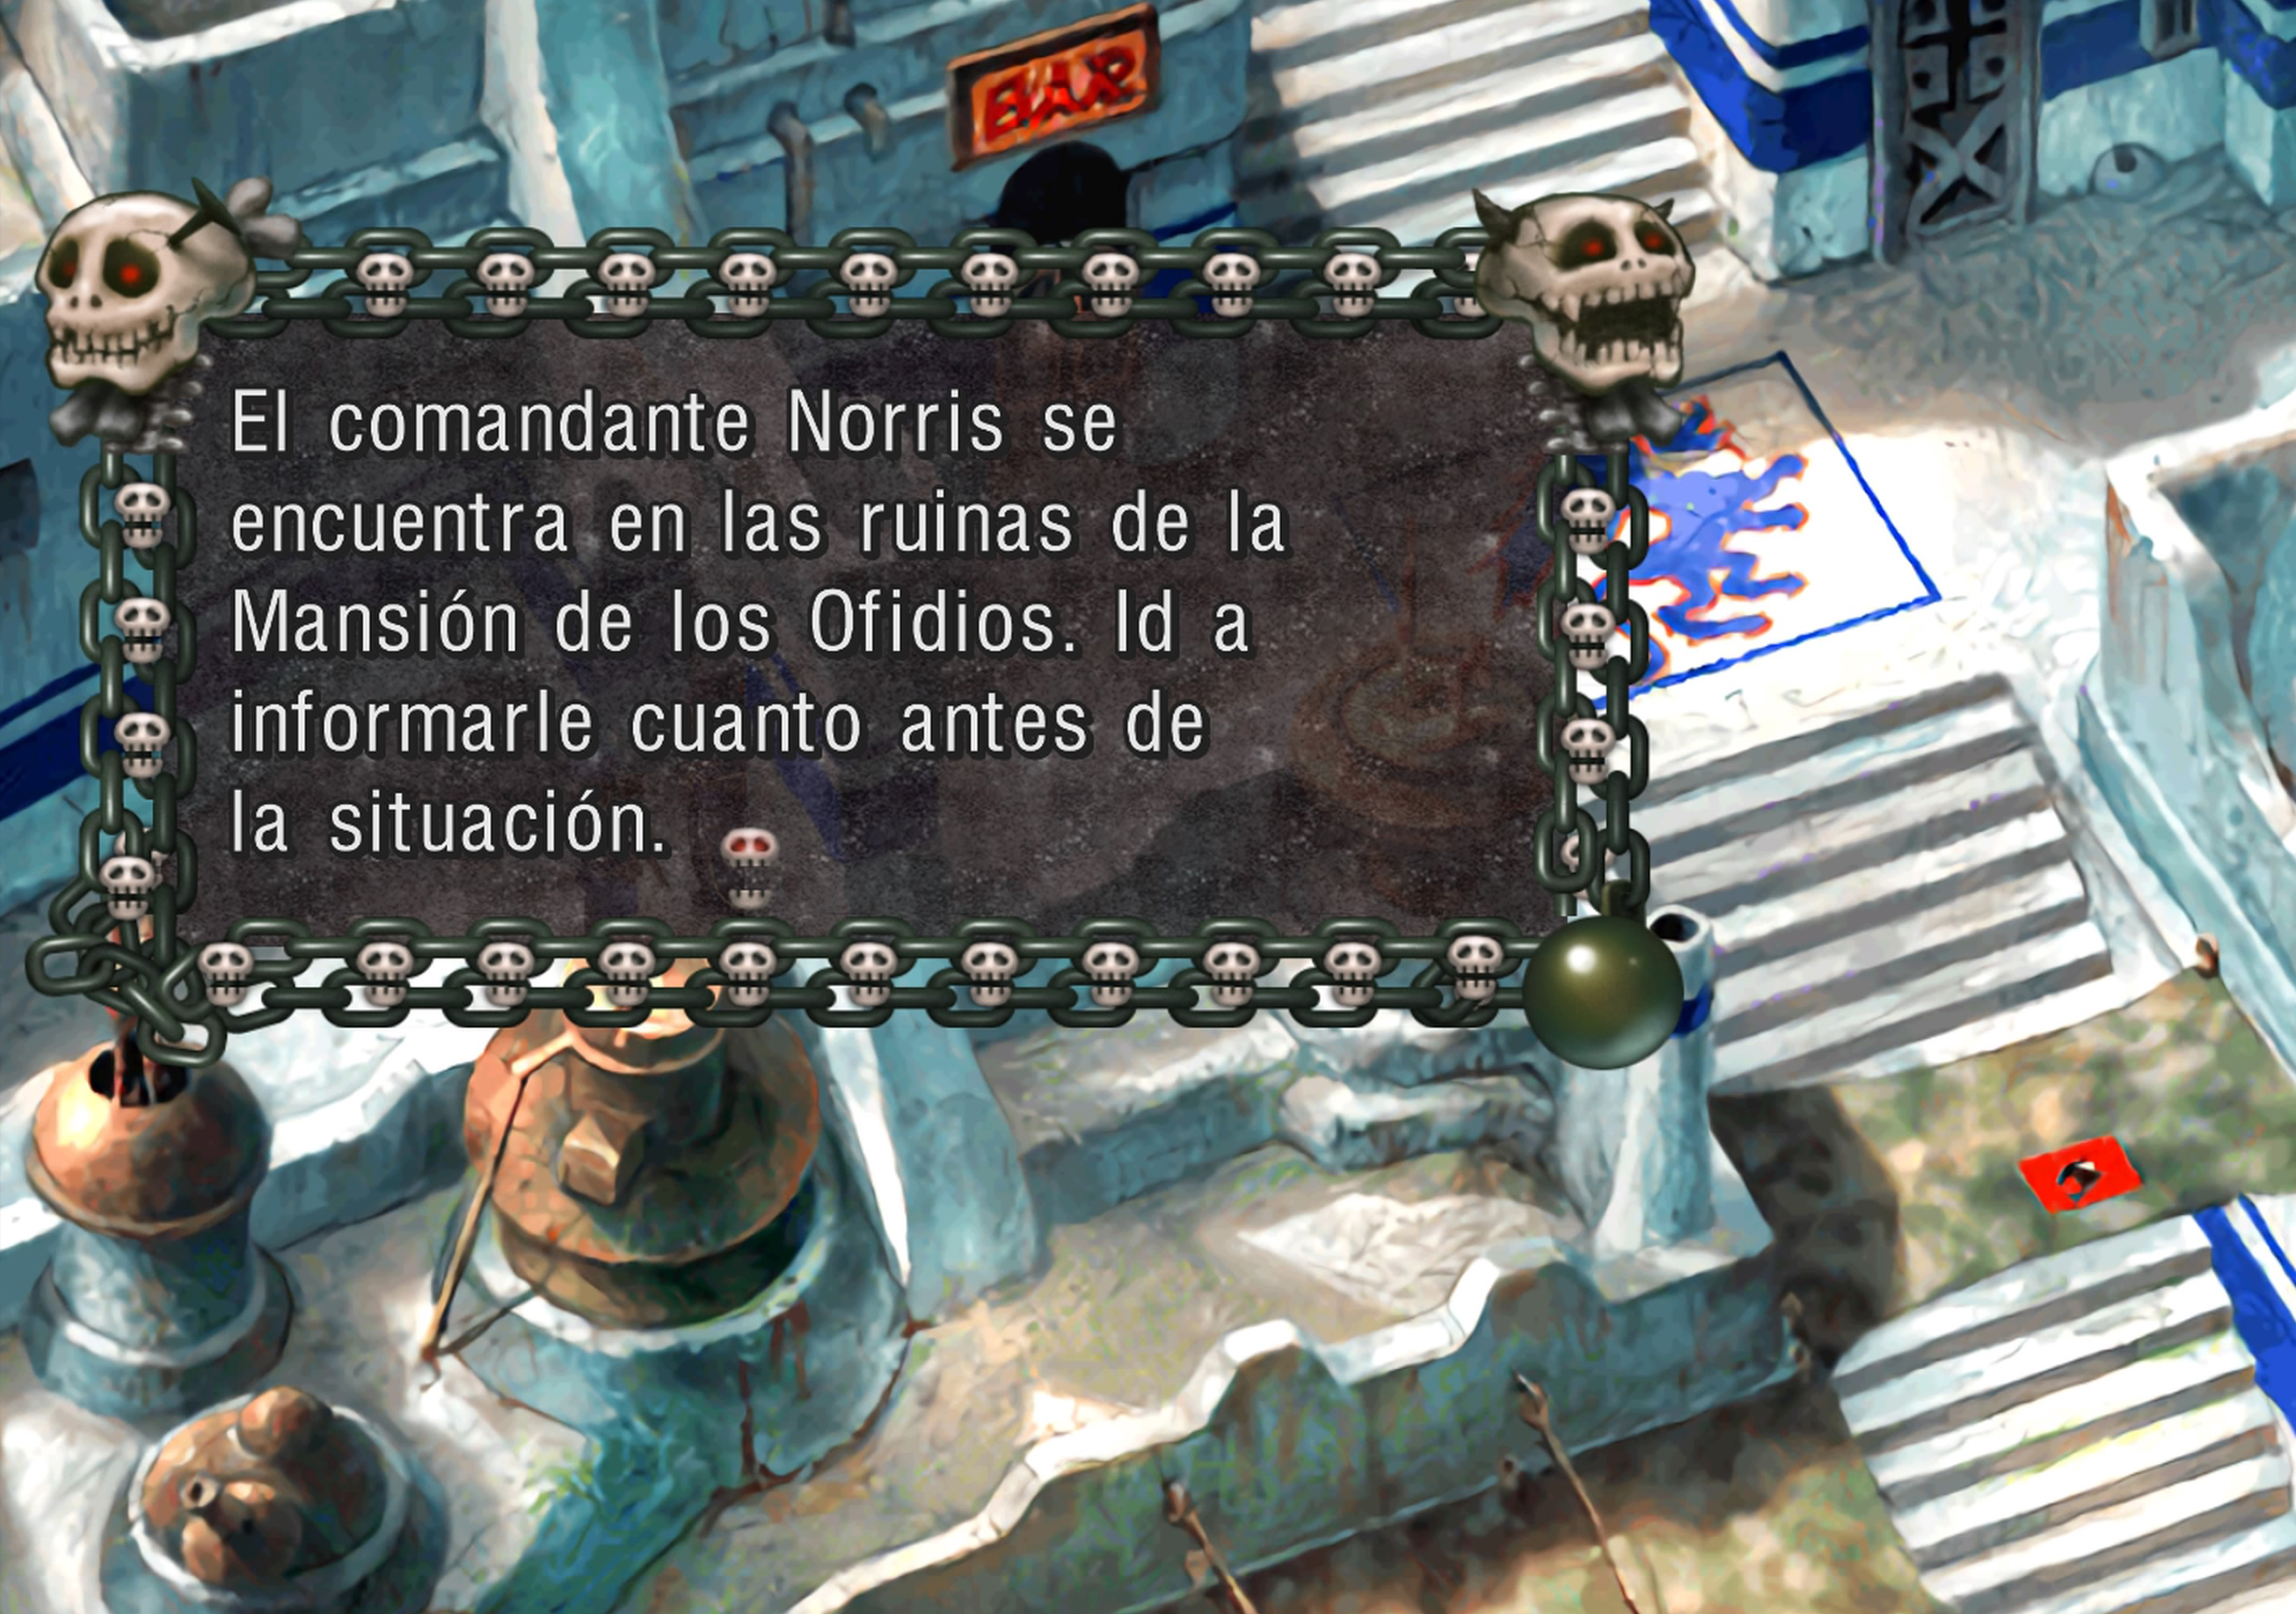 BAR
El comandante Norris se
encuentra en las ruinas de la
Mansión de los Ofidios. Id a
informarle cuanto antes de
la situación.